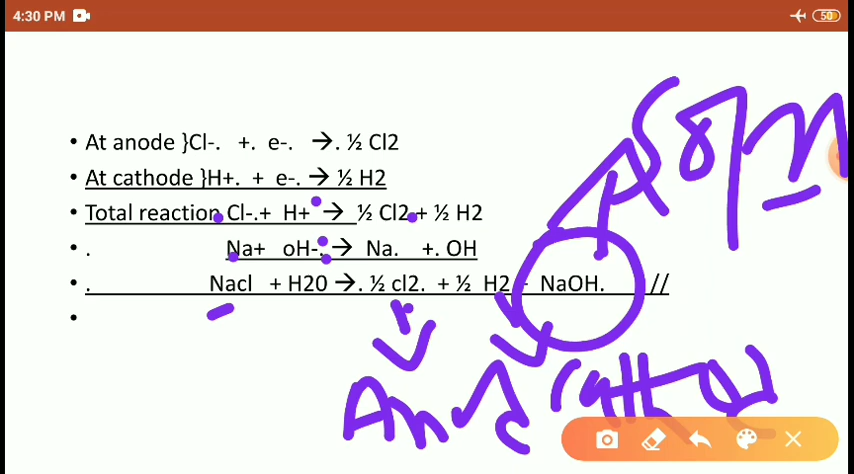 4:30 PM 50
• At anode }Cl-. +. e-. →. ½ Cl2
• At cathode }H+. + e-. → ½ H2
• Total reaction Cl-.+ H+ → ½ Cl2 + ½ H2
• . Na+ oH-. → Na. +. OH
• . Nacl + H20 →. ½ cl2. + ½ H2 + NaOH. //
•